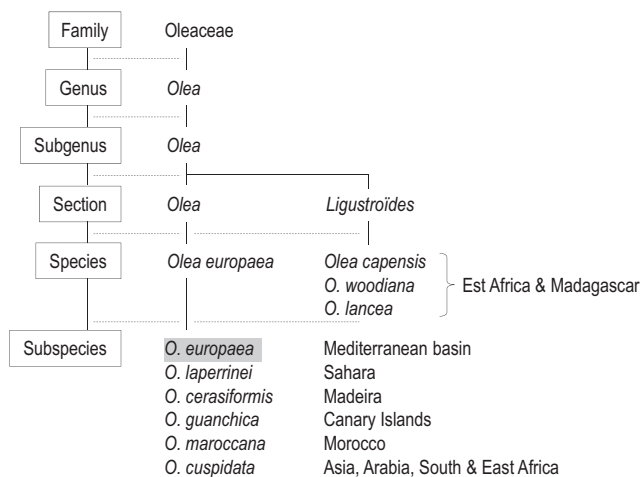 Family Oleaceae
Genus Olea
Subgenus Olea
Section Olea Ligustroïdes
Species Olea europaea Olea capensis
O. woodiana Est Africa & Madagascar
O. lancea
Subspecies O. europaea Mediterranean basin
O. laperrinei Sahara
O. cerasiformis Madeira
O. guanchica Canary Islands
O. maroccana Morocco
O. cuspidata Asia, Arabia, South & East Africa